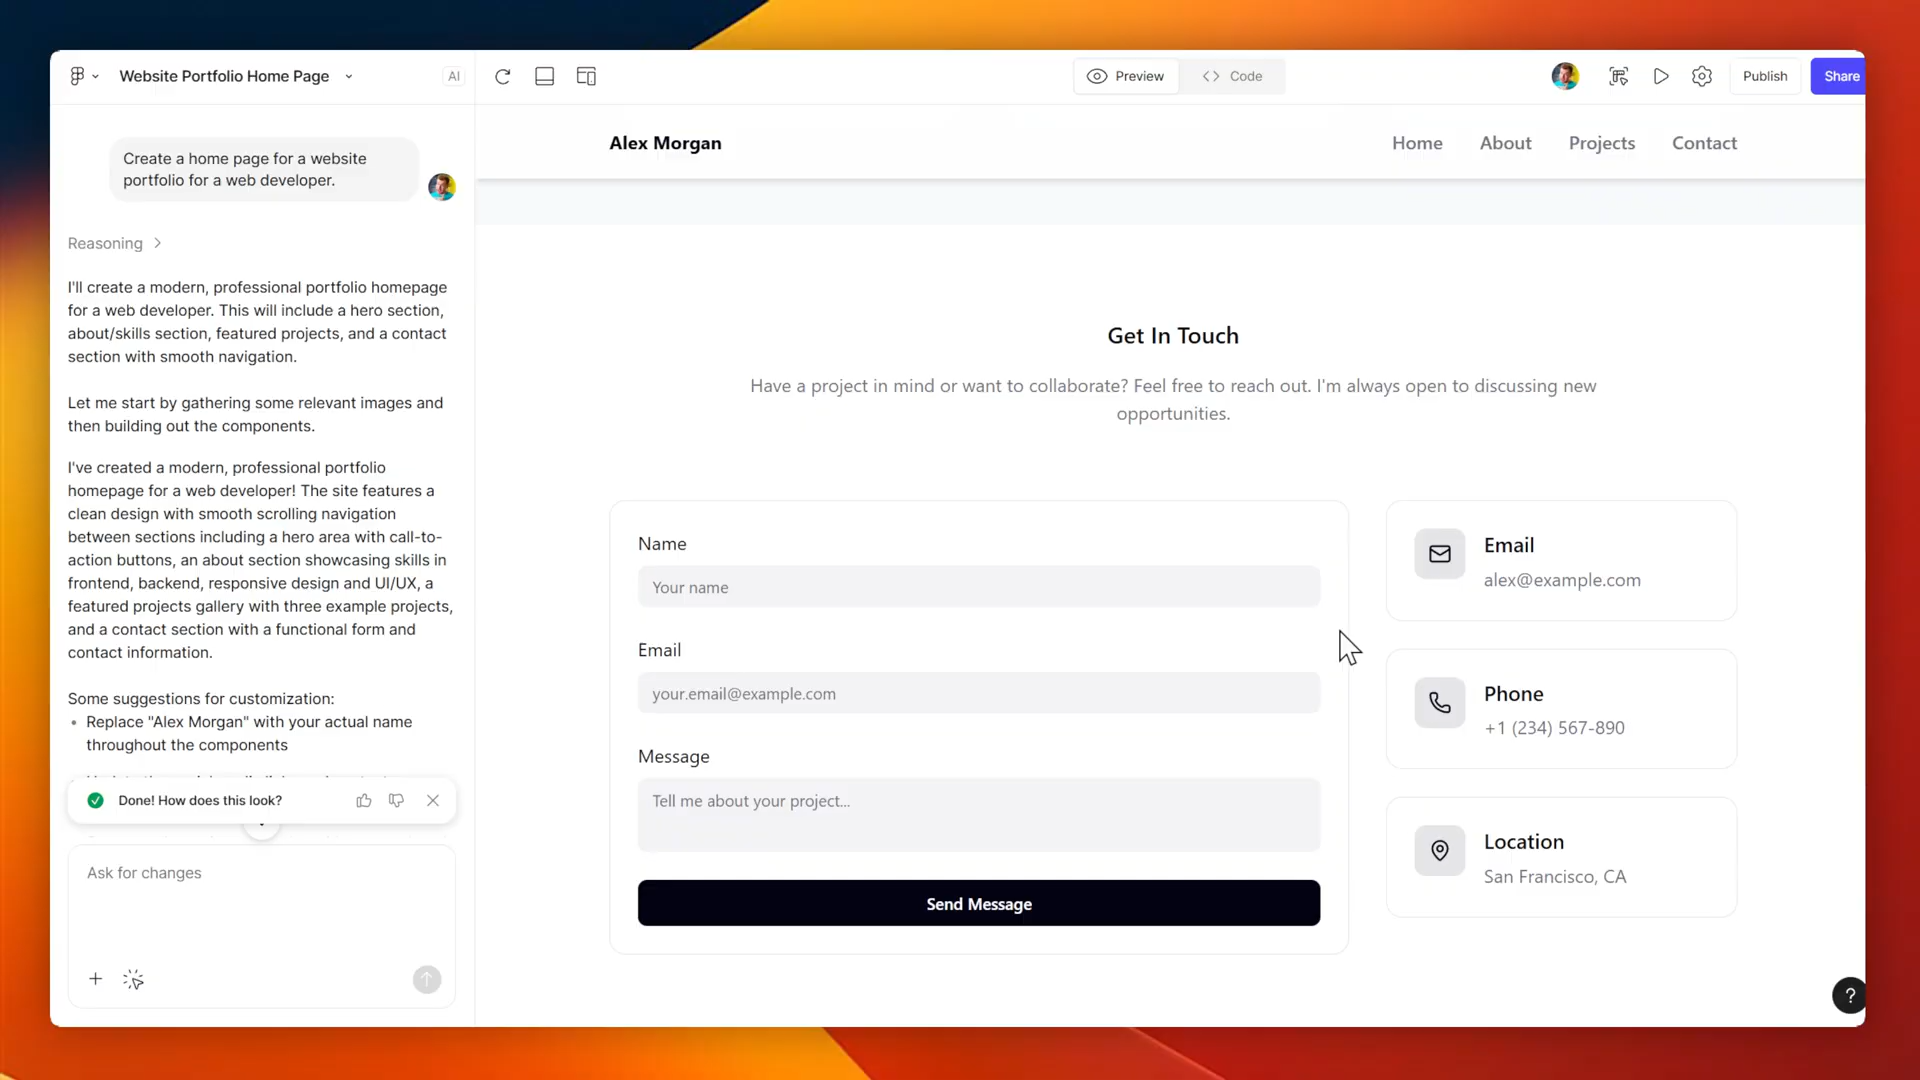 Website Portfolio Home Page
AI
Preview
Code
Publish
Share
Create a home page for a website
portfolio for a web developer.
Reasoning
I'll create a modern, professional portfolio homepage
for a web developer. This will include a hero section,
about/skills section, featured projects, and a contact
section with smooth navigation.
Let me start by gathering some relevant images and
then building out the components.
I've created a modern, professional portfolio
homepage for a web developer! The site features a
clean design with smooth scrolling navigation
between sections including a hero area with call-to-
action buttons, an about section showcasing skills in
frontend, backend, responsive design and UI/UX, a
featured projects gallery with three example projects,
and a contact section with a functional form and
contact information.
Some suggestions for customization:
• Replace "Alex Morgan" with your actual name
throughout the components
Done! How does this look?
Ask for changes
Alex Morgan
Home
About
Projects
Contact
Get In Touch
Have a project in mind or want to collaborate? Feel free to reach out. I'm always open to discussing new
opportunities.
Name
Your name
Email
your.email@example.com
Message
Tell me about your project...
Send Message
Email
alex@example.com
Phone
+1 (234) 567-890
Location
San Francisco, CA
?